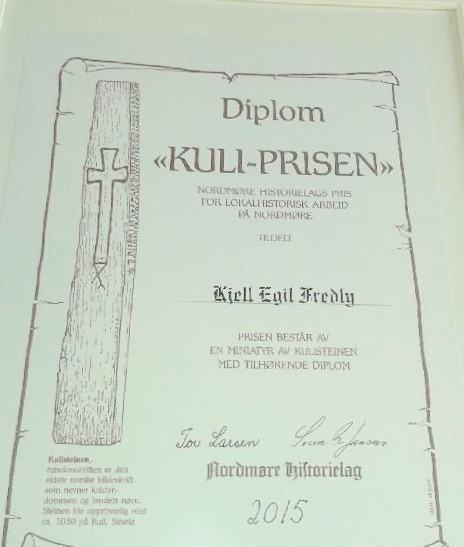 Diplom
«KULI-PRISEN»
NORDMØRE HISTORIELAGS PRIS
FOR LOKALHISTORISK ARBEID
PÅ NORDMØRE
TILDELT
Kjell Egil Fredly
PRISEN BESTÅR AV
EN MINIATYR AV KULISTEINEN
MED TILHØRENDE DIPLOM
Tov Larsen
Nordmøre Historielag
2015
Kulisteinen,
runeinnskriften er den
eldste norske kildeskrift
som nevner kristen-
dommen og landets navn.
Steinen ble opprinnelig reist
ca. 1030 på Kuli, Smøla.